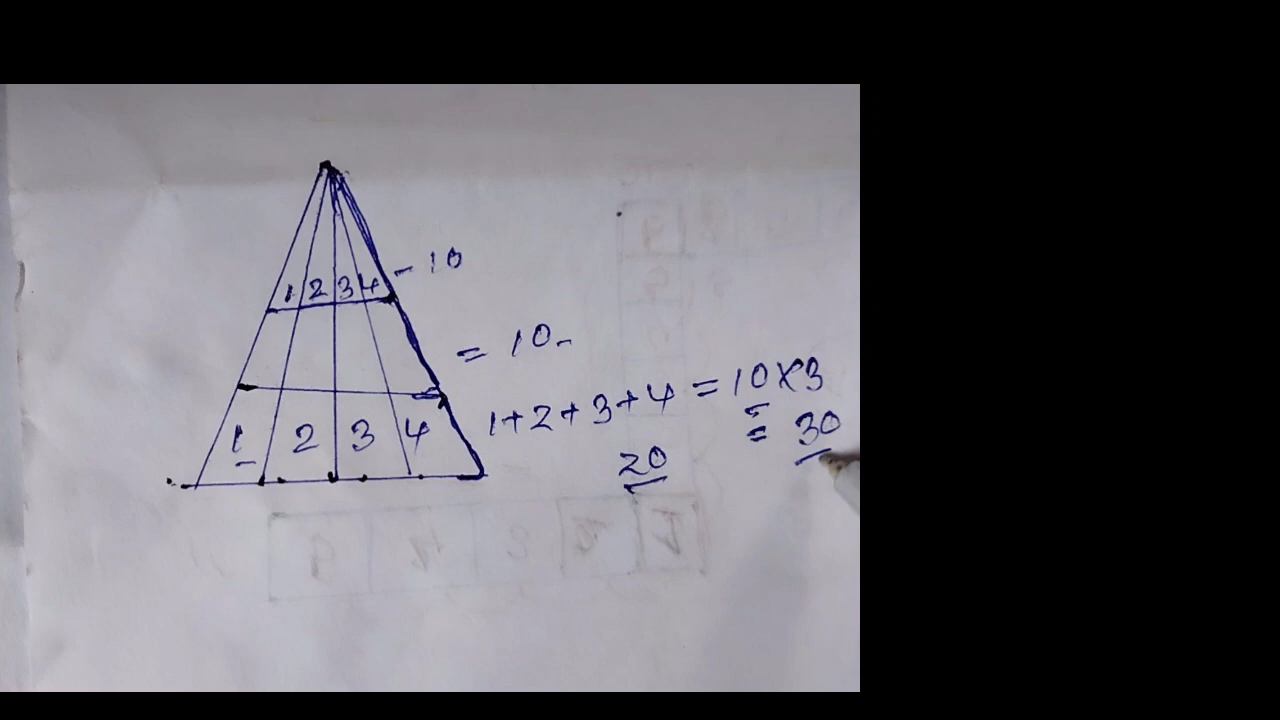 1 2 3 4 - 10
= 10 -
1 2 3 4
1+2+3+4 = 10 X 3
= 30
20